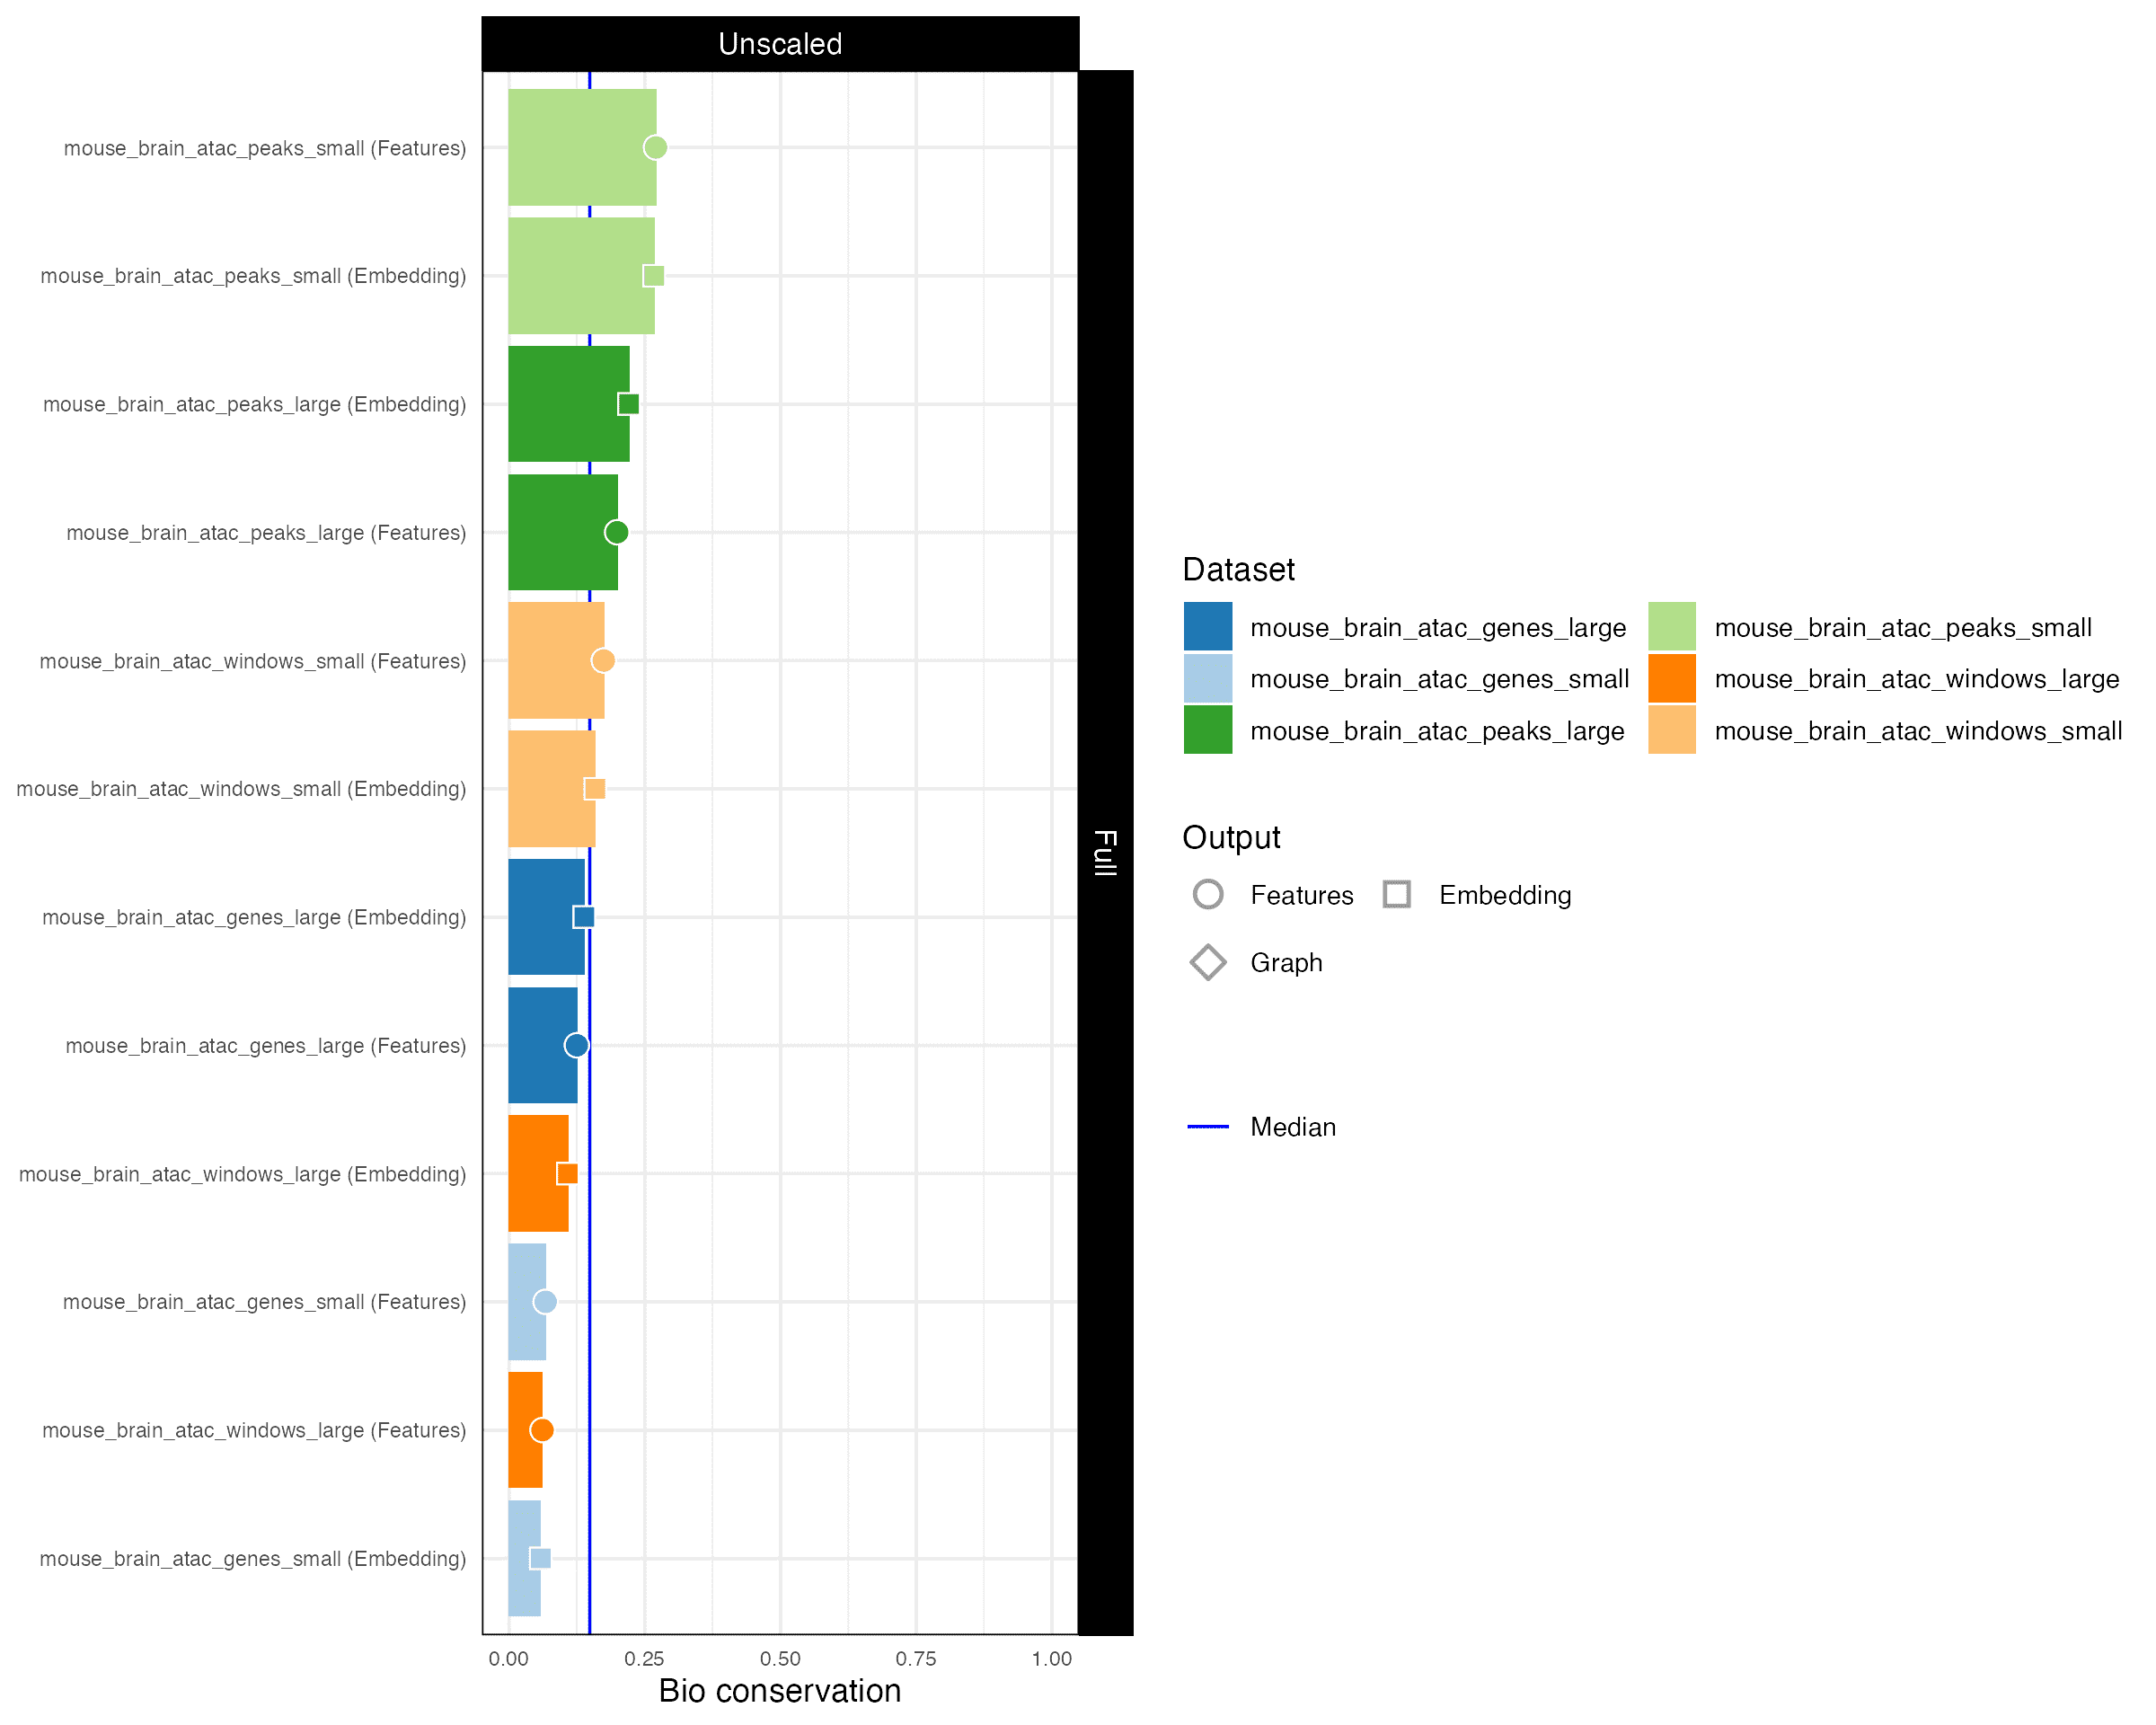 Unscaled
mouse_brain_atac_peaks_small (Features)
mouse_brain_atac_peaks_small (Embedding)
mouse_brain_atac_peaks_large (Embedding)
mouse_brain_atac_peaks_large (Features)
mouse_brain_atac_windows_small (Features)
mouse_brain_atac_windows_small (Embedding)
mouse_brain_atac_genes_large (Embedding)
mouse_brain_atac_genes_large (Features)
mouse_brain_atac_windows_large (Embedding)
mouse_brain_atac_genes_small (Features)
mouse_brain_atac_windows_large (Features)
mouse_brain_atac_genes_small (Embedding)
0.00 0.25 0.50 0.75 1.00
Bio conservation
Full
Dataset
mouse_brain_atac_genes_large mouse_brain_atac_peaks_small
mouse_brain_atac_genes_small mouse_brain_atac_windows_large
mouse_brain_atac_peaks_large mouse_brain_atac_windows_small
Output
Features Embedding
Graph
Median